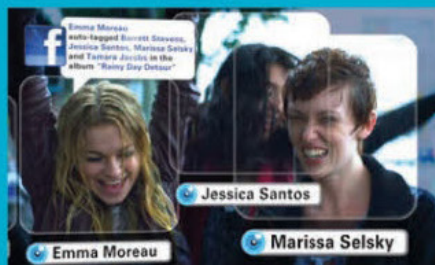 Emma Moreau
auto-tagged Barrett Stevens,
Jessica Santos, Marissa Selsky
and Tamara Jacobs in the
album "Rainy Day Detour"
f
Jessica Santos
Emma Moreau
Marissa Selsky